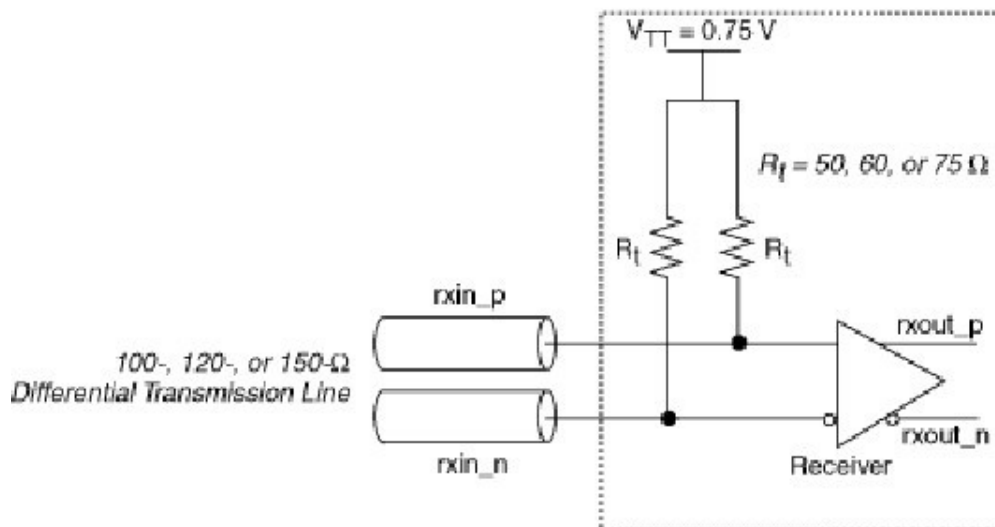 V_TT = 0.75 V
R_t = 50, 60, or 75 Ω
R_t
R_t
rxin_p
rxout_p
100-, 120-, or 150-Ω
Differential Transmission Line
rxin_n
rxout_n
Receiver